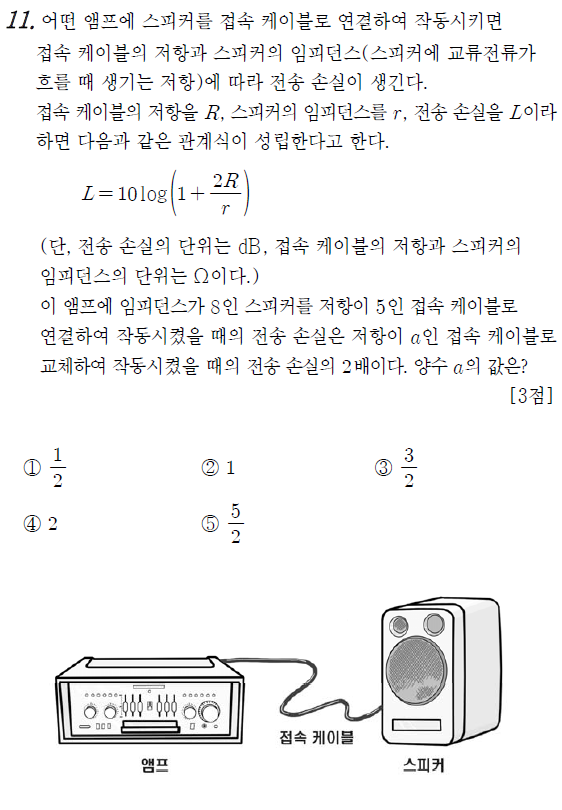 11. 어떤 앰프에 스피커를 접속 케이블로 연결하여 작동시키면
접속 케이블의 저항과 스피커의 임피던스(스피커에 교류전류가
흐를 때 생기는 저항)에 따라 전송 손실이 생긴다.
접속 케이블의 저항을 R, 스피커의 임피던스를 r, 전송 손실을 L이라
하면 다음과 같은 관계식이 성립한다고 한다.
L=10log(1+2R/r)
(단, 전송 손실의 단위는 dB, 접속 케이블의 저항과 스피커의
임피던스의 단위는 Ω이다.)
이 앰프에 임피던스가 8인 스피커를 저항이 5인 접속 케이블로
연결하여 작동시켰을 때의 전송 손실은 저항이 a인 접속 케이블로
교체하여 작동시켰을 때의 전송 손실의 2배이다. 양수 a의 값은?
[3점]
① 1/2 ② 1 ③ 3/2
④ 2 ⑤ 5/2
접속 케이블
앰프 스피커